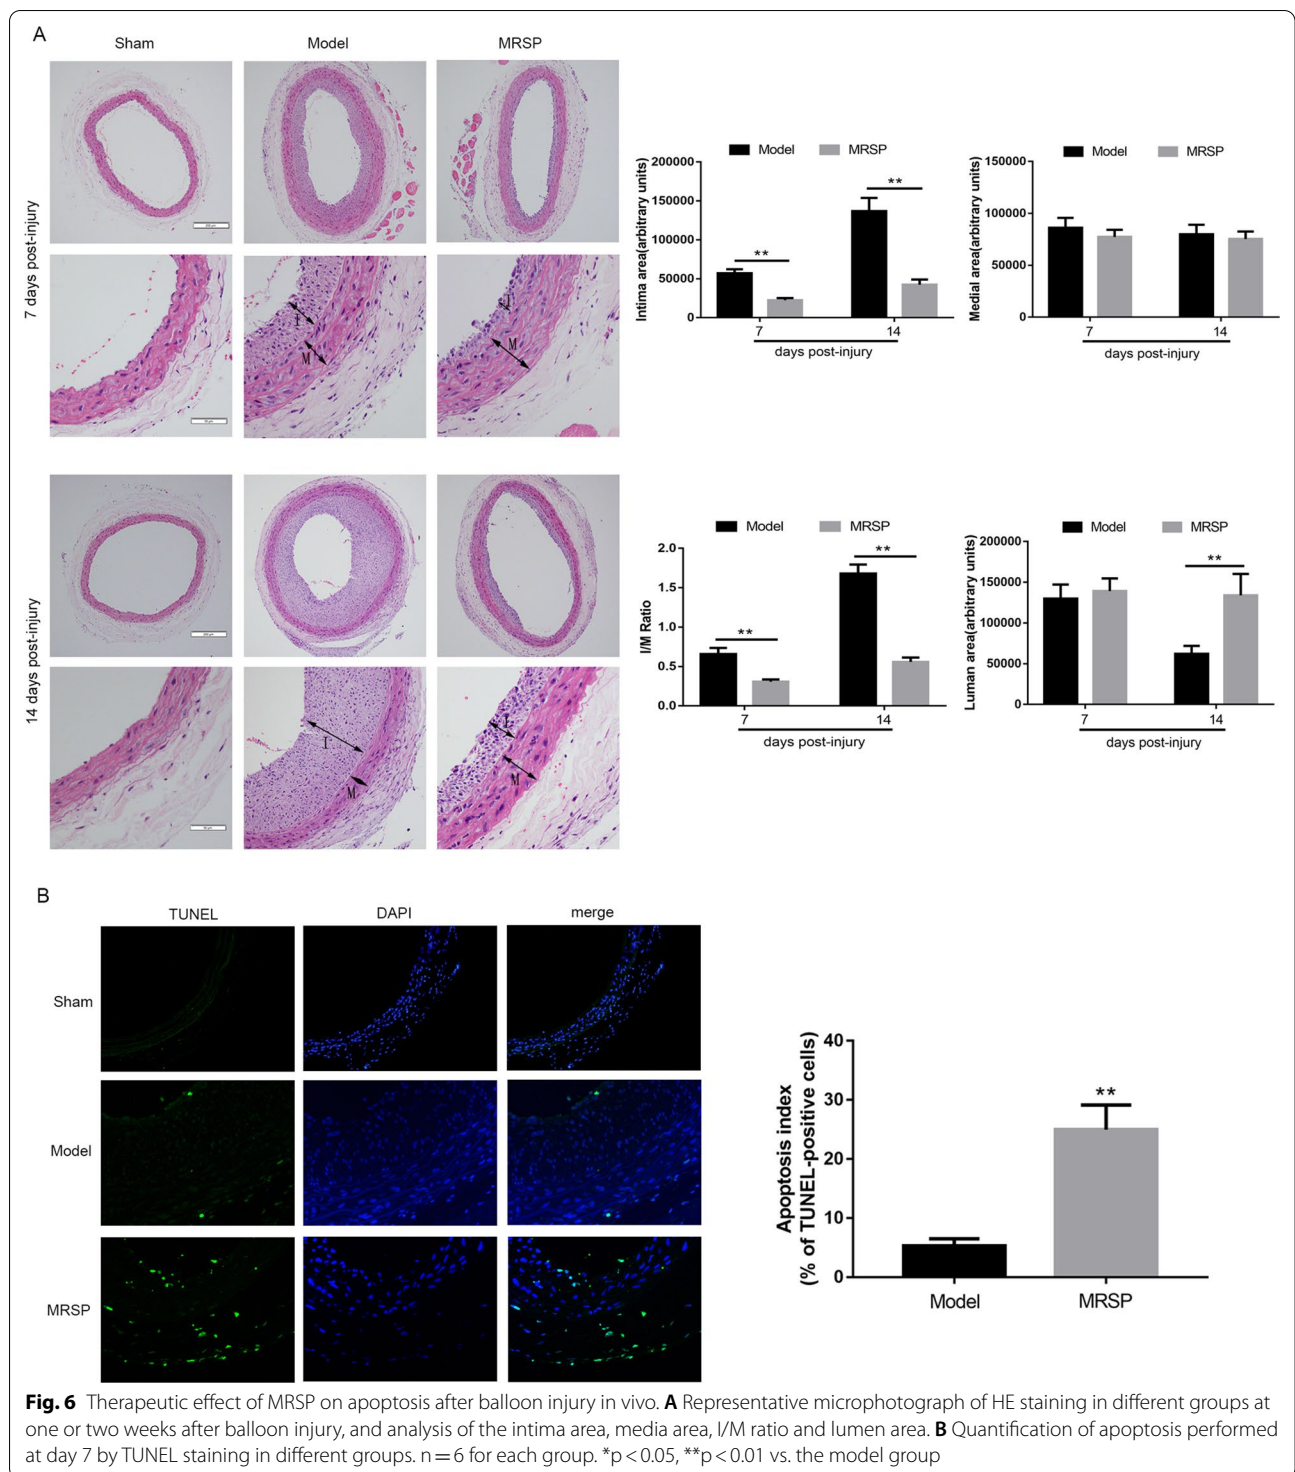 A
Sham Model MRSP
7 days post-injury
I
M
I
M
14 days post-injury
I
M
I
M
Model MRSP
Intima area(arbitrary units)
200000
150000
100000
50000
0
**
**
7 14
days post-injury
Model MRSP
Medial area(arbitrary units)
150000
100000
50000
0
7 14
days post-injury
Model MRSP
I/M Ratio
2.0
1.5
1.0
0.5
0.0
**
**
7 14
days post-injury
Model MRSP
Luman area(arbitrary units)
200000
150000
100000
50000
0
**
7 14
days post-injury
B
TUNEL DAPI merge
Sham
Model
MRSP
Apoptosis index
(% of TUNEL-positive cells)
40
30
20
10
0
**
Model MRSP
Fig. 6 Therapeutic effect of MRSP on apoptosis after balloon injury in vivo. A Representative microphotograph of HE staining in different groups at
one or two weeks after balloon injury, and analysis of the intima area, media area, I/M ratio and lumen area. B Quantification of apoptosis performed
at day 7 by TUNEL staining in different groups. n = 6 for each group. *p < 0.05, **p < 0.01 vs. the model group